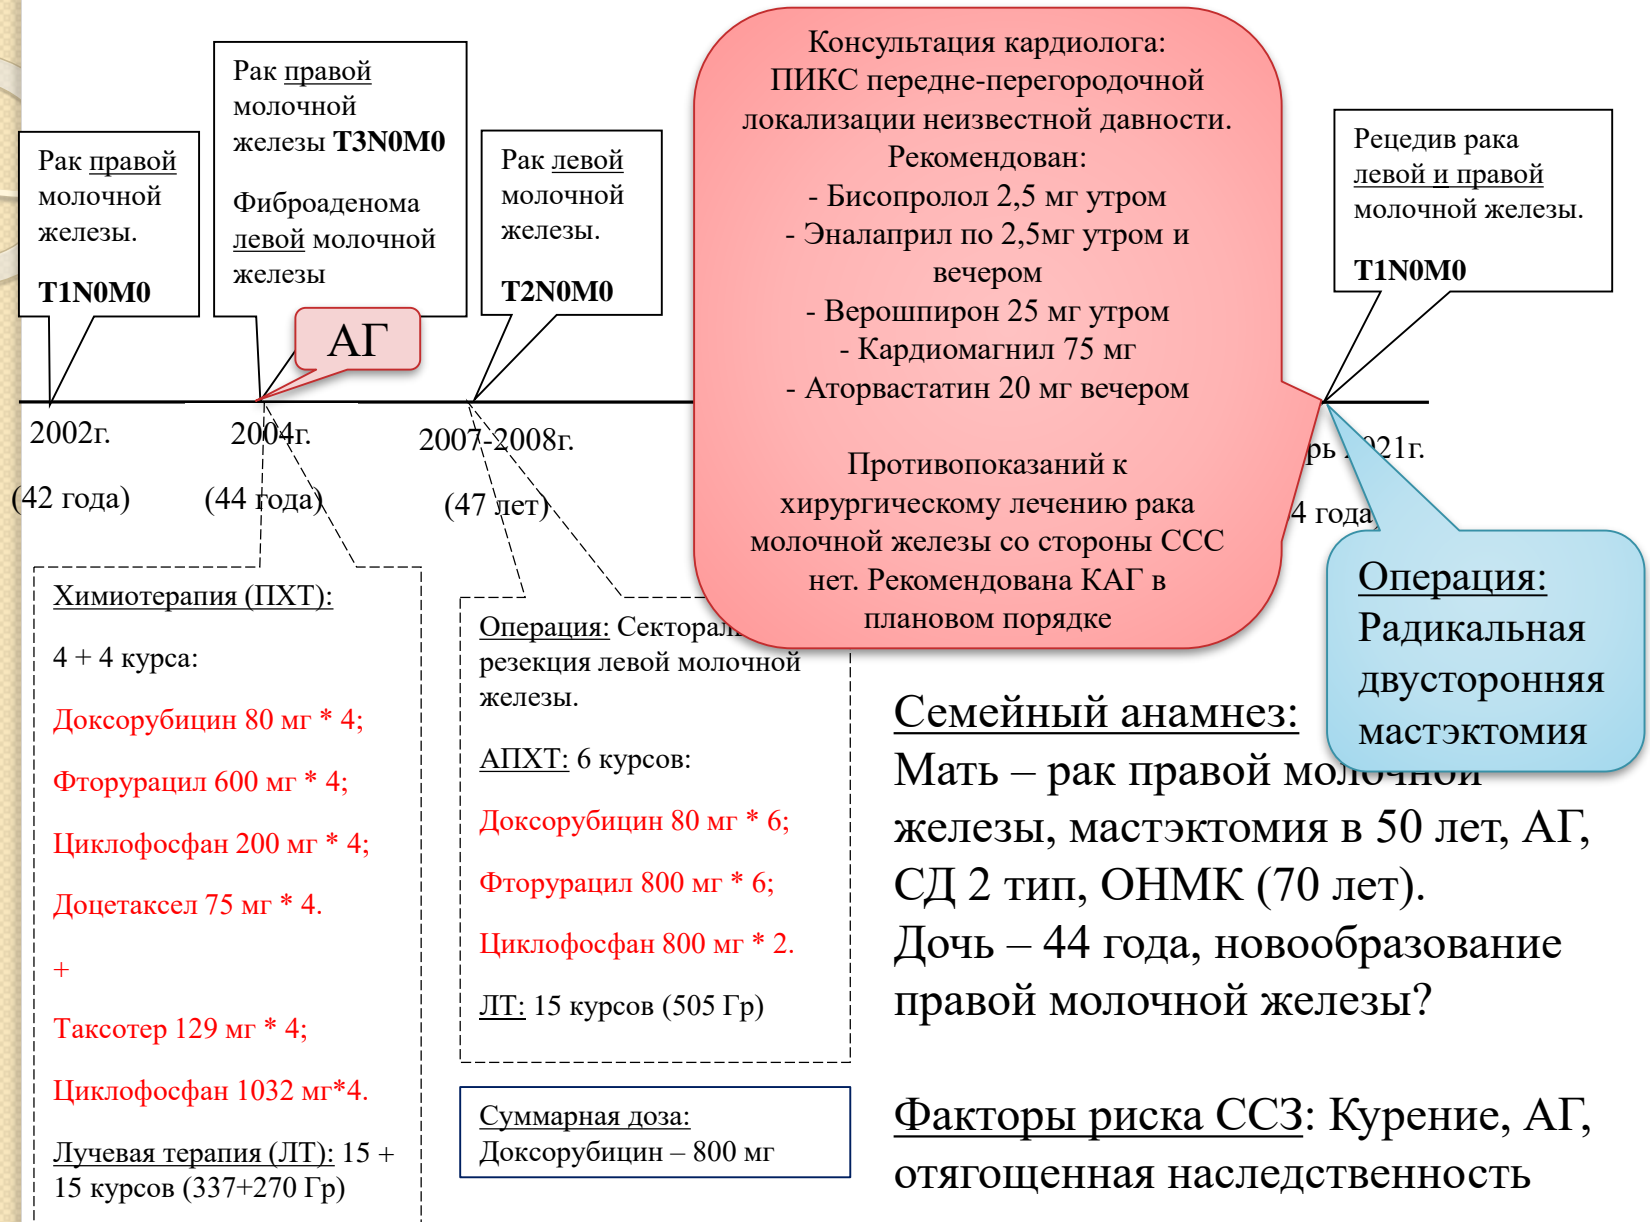 Рак правой
молочной
железы.
T1N0M0
Рак правой
молочной
железы T3N0M0
Фиброаденома
левой молочной
железы
АГ
Рак левой
молочной
железы.
T2N0M0
Консультация кардиолога:
ПИКС передне-перегородочной
локализации неизвестной давности.
Рекомендован:
- Бисопролол 2,5 мг утром
- Эналаприл по 2,5мг утром и
вечером
- Верошпирон 25 мг утром
- Кардиомагнил 75 мг
- Аторвастатин 20 мг вечером
Противопоказаний к
хирургическому лечению рака
молочной железы со стороны ССС
нет. Рекомендована КАГ в
плановом порядке
Рецедив рака
левой и правой
молочной железы.
T1N0M0
2002г.
(42 года)
2004г.
(44 года)
2007-2008г.
(47 лет)
рь 2021г.
4 года
Химиотерапия (ПХТ):
4 + 4 курса:
Доксорубицин 80 мг * 4;
Фторурацил 600 мг * 4;
Циклофосфан 200 мг * 4;
Доцетаксел 75 мг * 4.
+
Таксотер 129 мг * 4;
Циклофосфан 1032 мг*4.
Лучевая терапия (ЛТ): 15 +
15 курсов (337+270 Гр)
Операция: Сектораль
резекция левой молочной
железы.
АПХТ: 6 курсов:
Доксорубицин 80 мг * 6;
Фторурацил 800 мг * 6;
Циклофосфан 800 мг * 2.
ЛТ: 15 курсов (505 Гр)
Суммарная доза:
Доксорубицин – 800 мг
Операция:
Радикальная
двусторонняя
мастэктомия
Семейный анамнез:
Мать – рак правой молочной
железы, мастэктомия в 50 лет, АГ,
СД 2 тип, ОНМК (70 лет).
Дочь – 44 года, новообразование
правой молочной железы?
Факторы риска ССЗ: Курение, АГ,
отягощенная наследственность